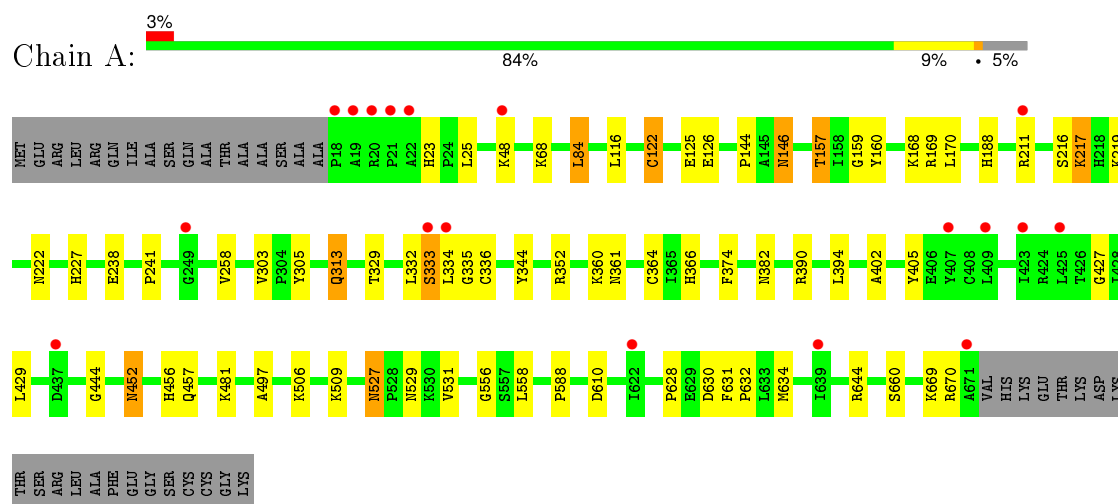 3%
Chain A:
84% 9% • 5%
MET GLU ARG LEU ARG GLN ILE ALA SER GLN ALA THR ALA ALA SER ALA ALA P18 A19 R20 P21 A22 H23 P24 L25 K48 K68 L84 L116 C122 E125 E126 P144 A145 N146 T157 I158 G159 Y160 K168 R169 L170 H188 R211 S216 K217 H218
N222 H227 E238 P241 G249 V258 V303 P304 Y305 Q313 T329 L332 S333 L334 G335 C336 Y344 R352 K360 N361 C364 I365 H366 F374 N382 R390 L394 A402 Y405 E406 Y407 C408 L409 I423 R424 L425 T426 G427
L429 D437 G444 N452 H456 Q457 K481 A497 K506 K509 N527 P528 N529 K530 V531 G556 S557 L558 P588 D610 I622 P628 E629 D630 F631 P632 L633 M634 I639 R644 S660 K669 R670 A671 VAL HIS LYS GLU THR LYS ASP LYS
THR SER ARG LEU ALA PHE GLU GLY SER CYS CYS GLY LYS